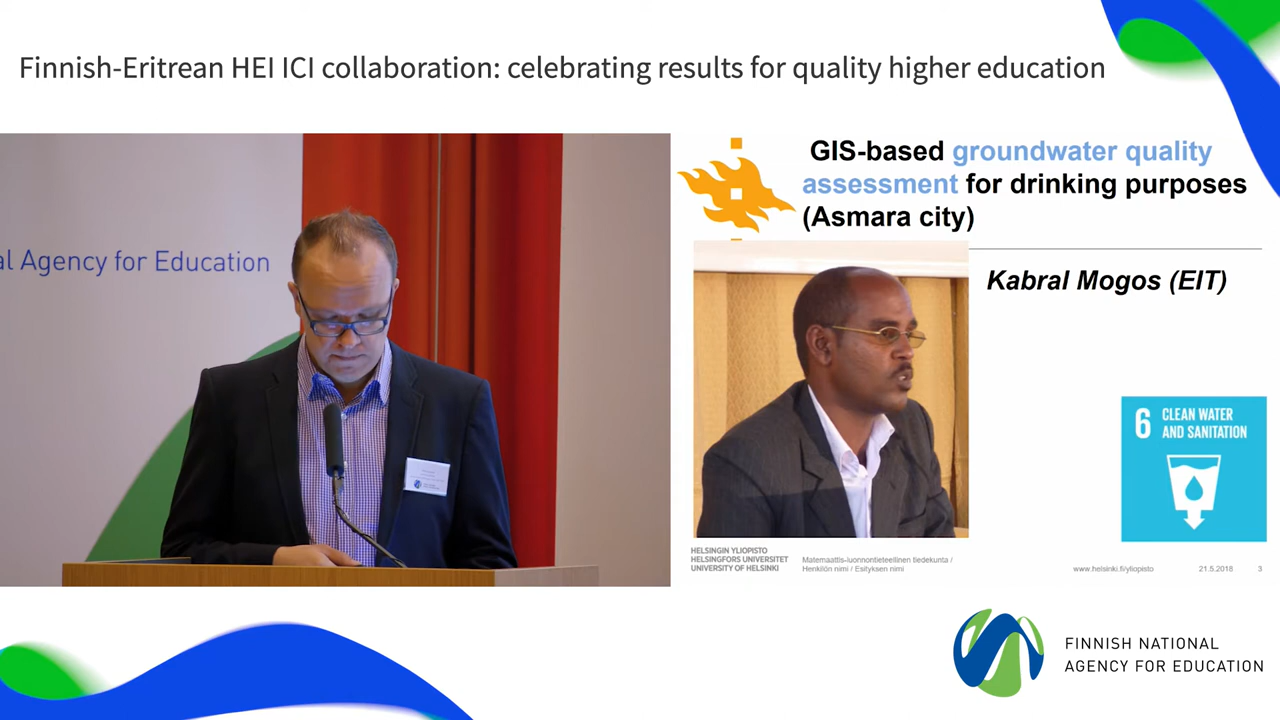 Finnish-Eritrean HEI ICI collaboration: celebrating results for quality higher education
al Agency for Education
GIS-based groundwater quality
assessment for drinking purposes
(Asmara city)
Kabral Mogos (EIT)
6 CLEAN WATER
AND SANITATION
HELSINGIN YLIOPISTO
HELSINGFORS UNIVERSITET
UNIVERSITY OF HELSINKI
Matemaattis-luonnontieteellinen tiedekunta /
Henkilön nimi / Esityksen nimi
www.helsinki.fi/yliopisto
21.5.2018
3
FINNISH NATIONAL
AGENCY FOR EDUCATION